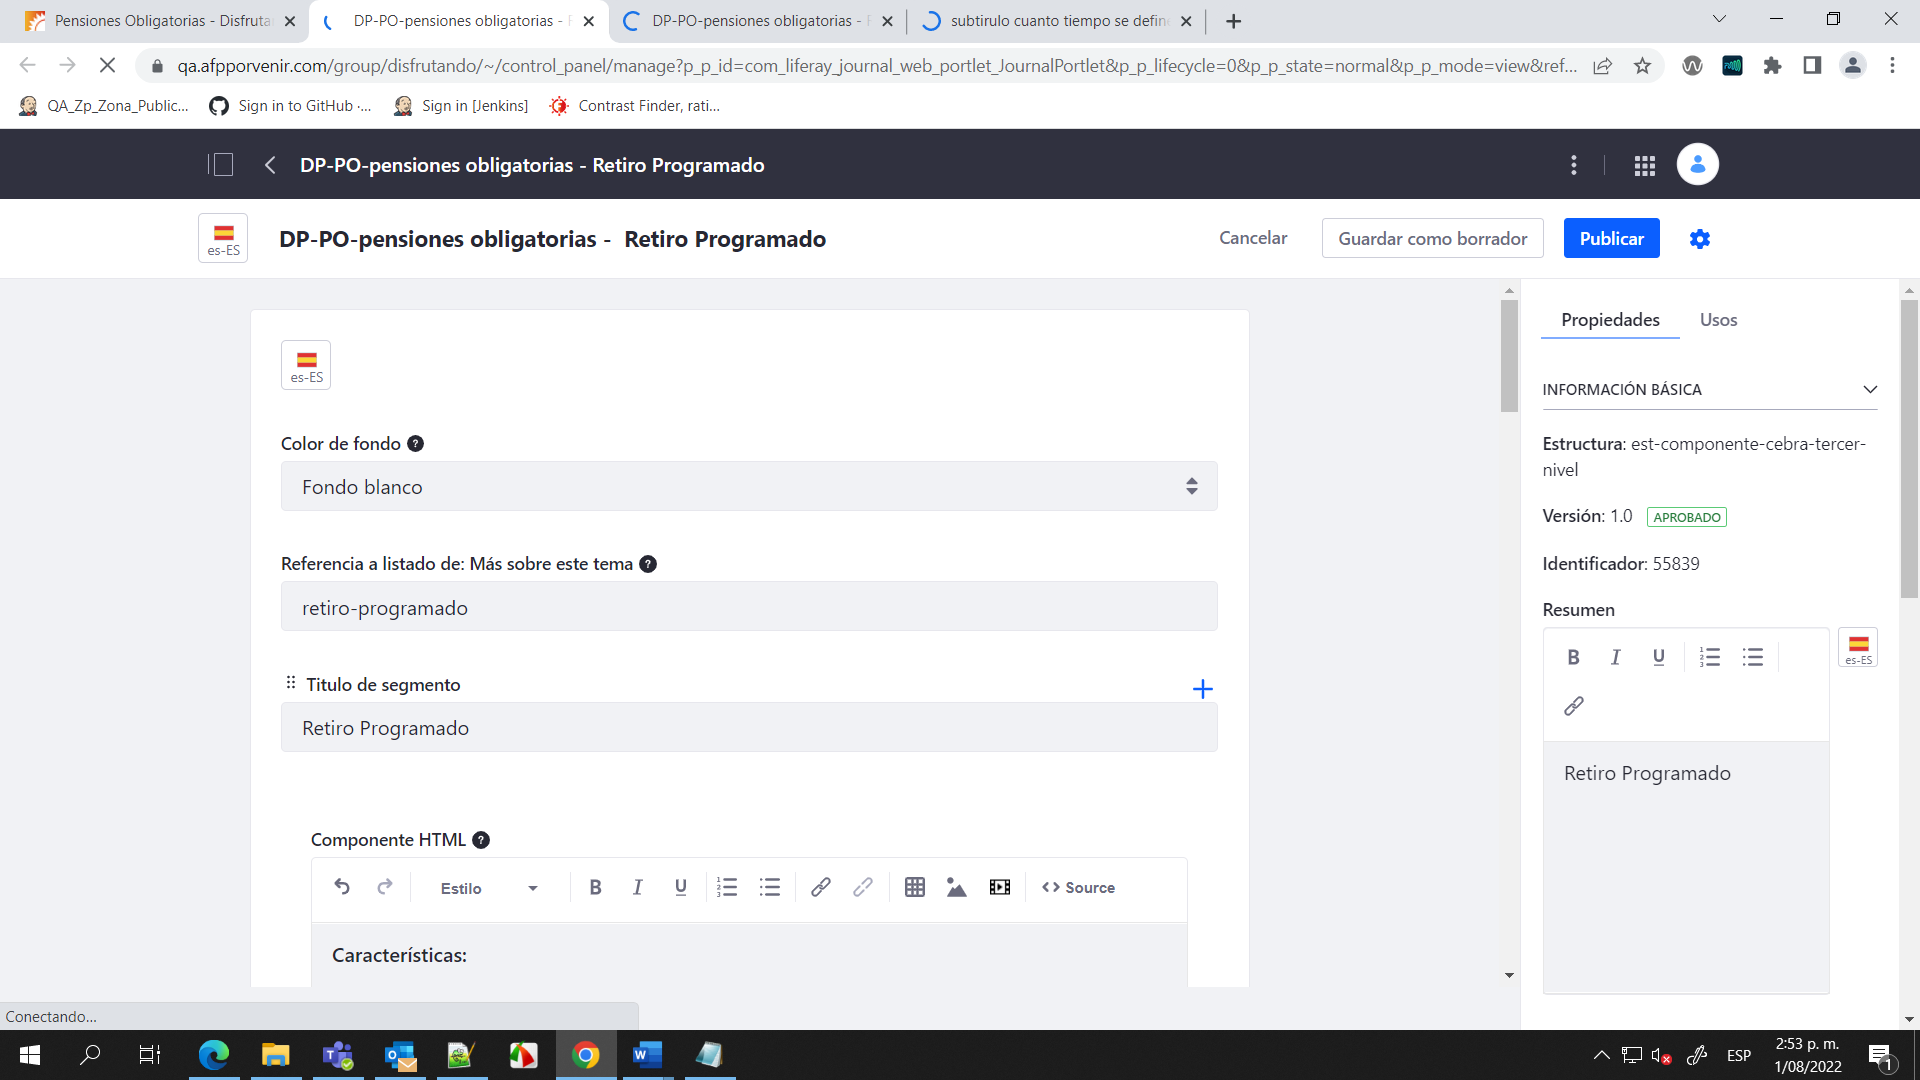 Pensiones Obligatorias - Disfruta
DP-PO-pensiones obligatorias -
DP-PO-pensiones obligatorias -
subtirulo cuanto tiempo se define
qa.afpporvenir.com/group/disfrutando/~/control_panel/manage?p_p_id=com_liferay_journal_web_portlet_JournalPortlet&p_p_lifecycle=0&p_p_state=normal&p_p_mode=view&ref...
QA_Zp_Zona_Public...
Sign in to GitHub ·...
Sign in [Jenkins]
Contrast Finder, rati...
DP-PO-pensiones obligatorias - Retiro Programado
es-ES
DP-PO-pensiones obligatorias - Retiro Programado
Cancelar
Guardar como borrador
Publicar
es-ES
Color de fondo ?
Fondo blanco
Referencia a listado de: Más sobre este tema ?
retiro-programado
Titulo de segmento
Retiro Programado
Componente HTML ?
Estilo
B I U
Source
Características:
Propiedades
Usos
INFORMACIÓN BÁSICA
Estructura: est-componente-cebra-tercer-
nivel
Versión: 1.0 APROBADO
Identificador: 55839
Resumen
B I U
es-ES
Retiro Programado
Conectando...
ESP
2:53 p. m.
1/08/2022
1